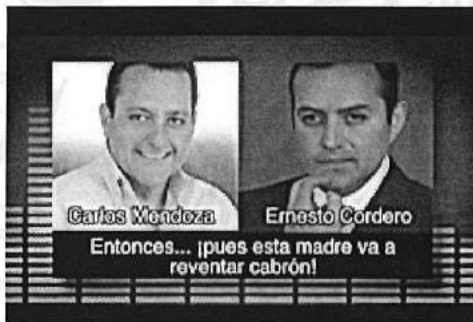 Carlos Mendoza
Ernesto Cordero
Entonces... ¡pues esta madre va a
reventar cabrón!